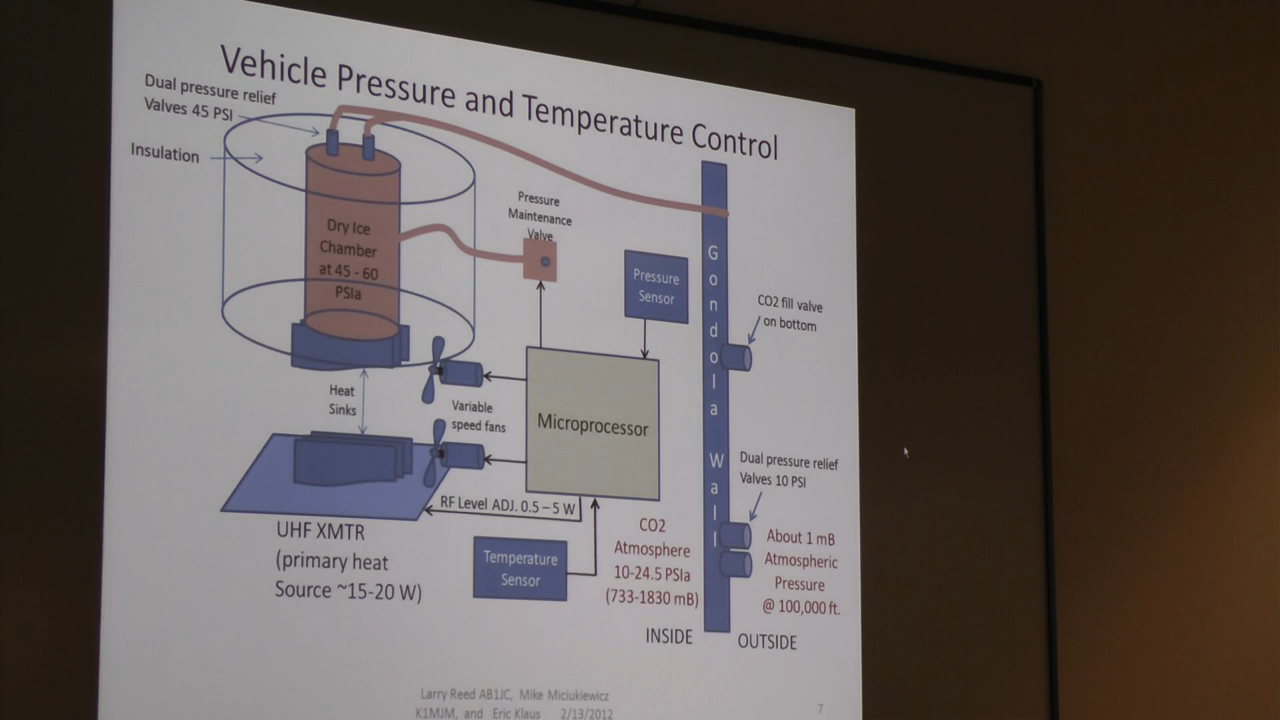 Vehicle Pressure and Temperature Control
Dual pressure relief
Valves 45 PSI
Insulation
Dry Ice
Chamber
at 45 - 60
PSIa
Pressure
Maintenance
Valve
Pressure
Sensor
Gondola Wall
CO2 fill valve
on bottom
Heat
Sinks
Variable
speed fans
Microprocessor
Dual pressure relief
Valves 10 PSI
RF Level ADJ. 0.5 – 5 W
UHF XMTR
(primary heat
Source ~15-20 W)
Temperature
Sensor
CO2
Atmosphere
10-24.5 PSIa
(733-1830 mB)
About 1 mB
Atmospheric
Pressure
@ 100,000 ft.
INSIDE
OUTSIDE
Larry Reed AB1JC, Mike Miciukiewicz
K1MJM, and Eric Klaus 2/13/2012
7